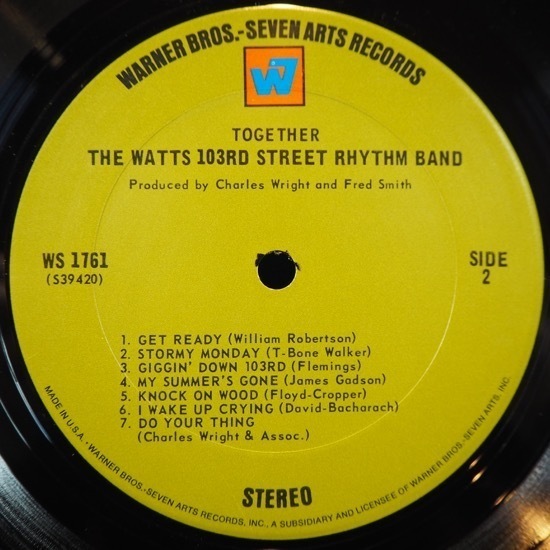 WARNER BROS.-SEVEN ARTS RECORDS
W7
TOGETHER
THE WATTS 103RD STREET RHYTHM BAND
Produced by Charles Wright and Fred Smith
WS 1761
(S39420)
SIDE
2
1. GET READY (William Robertson)
2. STORMY MONDAY (T-Bone Walker)
3. GIGGIN' DOWN 103RD (Flemings)
4. MY SUMMER'S GONE (James Gadson)
5. KNOCK ON WOOD (Floyd-Cropper)
6. I WAKE UP CRYING (David-Bacharach)
7. DO YOUR THING
(Charles Wright & Assoc.)
STEREO
MADE IN U.S.A. - WARNER BROS.-SEVEN ARTS RECORDS, INC., A SUBSIDIARY AND LICENSEE OF WARNER BROS.-SEVEN ARTS, INC.